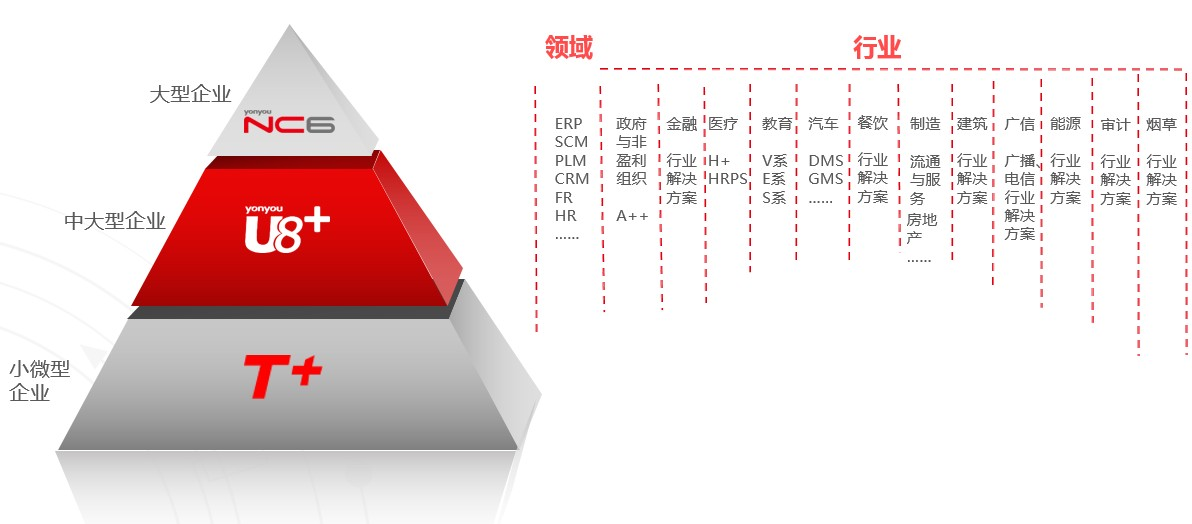 大型企业
yonyou
NC6
中大型企业
yonyou
U8+
小微型
企业
T+
领域
行业
ERP
SCM
PLM
CRM
FR
HR
......
政府
与非
盈利
组织
A++
金融
行业
解决
方案
医疗
H+
HRPS
教育
V系
E系
S系
汽车
DMS
GMS
......
餐饮
行业
解决
方案
制造
流通
与服
务
房地
产
......
建筑
行业
解决
方案
广信
广播、
电信
行业
解决
方案
能源
行业
解决
方案
审计
行业
解决
方案
烟草
行业
解决
方案